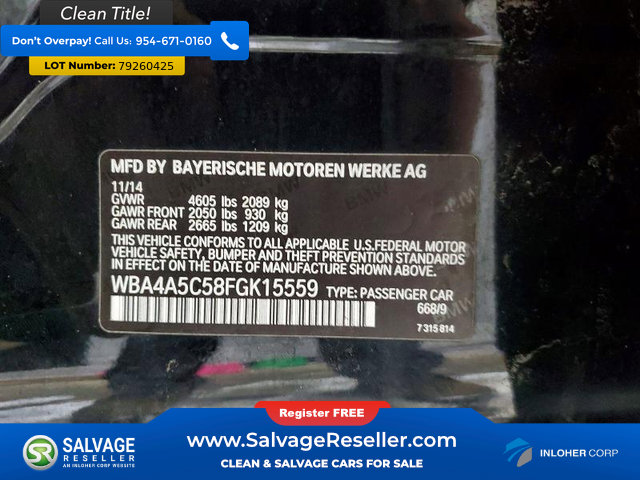 Clean Title!
Don't Overpay! Call Us: 954-671-0160
LOT Number: 79260425
MFD BY BAYERISCHE MOTOREN WERKE AG
11/14
GVWR 4605 lbs 2089 kg
GAWR FRONT 2050 lbs 930 kg
GAWR REAR 2665 lbs 1209 kg
THIS VEHICLE CONFORMS TO ALL APPLICABLE U.S.FEDERAL MOTOR
VEHICLE SAFETY, BUMPER AND THEFT PREVENTION STANDARDS
IN EFFECT ON THE DATE OF MANUFACTURE SHOWN ABOVE.
WBA4A5C58FGK15559 TYPE: PASSENGER CAR
668/9
7 315 814
Register FREE
SALVAGE
RESELLER
AN INLOHER CORP WEBSITE
www.SalvageReseller.com
CLEAN & SALVAGE CARS FOR SALE
INLOHER CORP